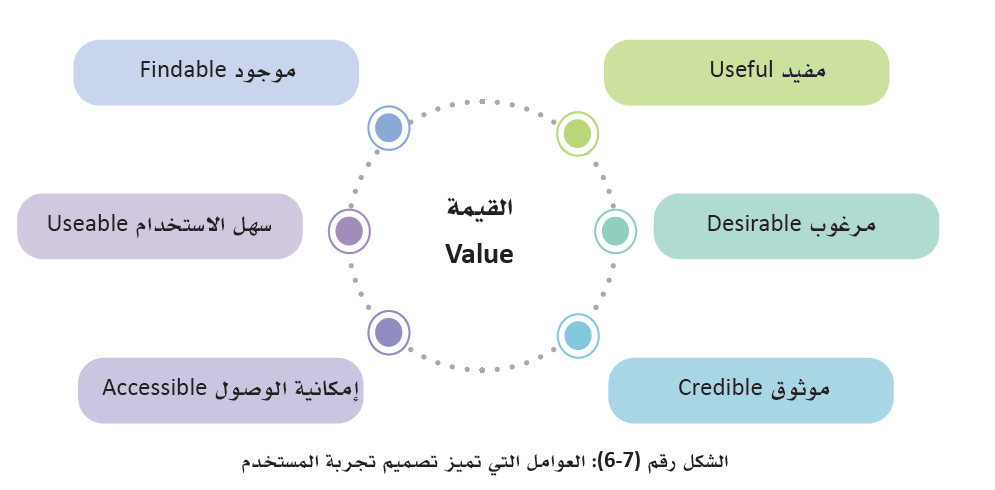 مفيد Useful
موجود Findable
مرغوب Desirable
سهل الاستخدام Useable
القيمة
Value
موثوق Credible
إمكانية الوصول Accessible
الشكل رقم (7-6): العوامل التي تميز تصميم تجربة المستخدم